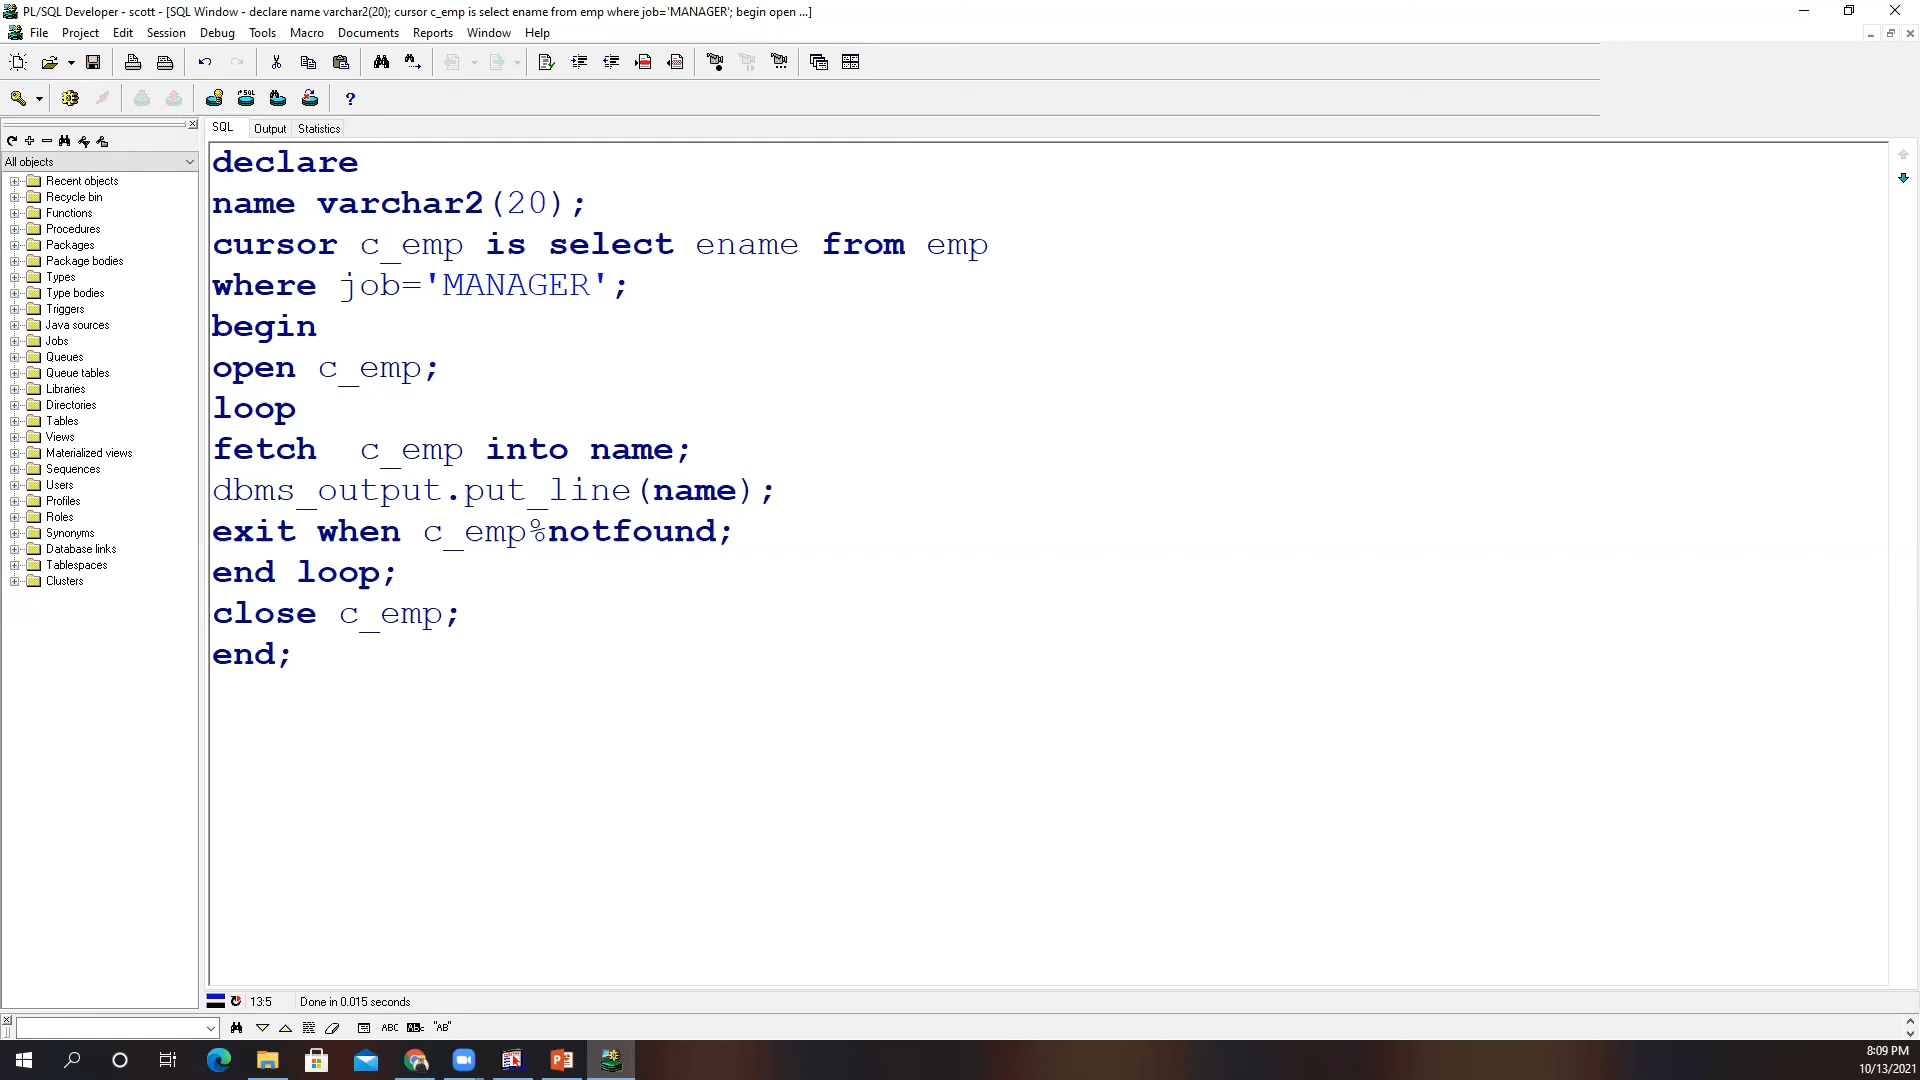 PL/SQL Developer - scott - [SQL Window - declare name varchar2(20); cursor c_emp is select ename from emp where job='MANAGER'; begin open ...]
File Project Edit Session Debug Tools Macro Documents Reports Window Help
SQL Output Statistics
All objects
Recent objects
Recycle bin
Functions
Procedures
Packages
Package bodies
Types
Type bodies
Triggers
Java sources
Jobs
Queues
Queue tables
Libraries
Directories
Tables
Views
Materialized views
Sequences
Users
Profiles
Roles
Synonyms
Database links
Tablespaces
Clusters
declare
name varchar2(20);
cursor c_emp is select ename from emp
where job='MANAGER';
begin
open c_emp;
loop
fetch  c_emp into name;
dbms_output.put_line(name);
exit when c_emp%notfound;
end loop;
close c_emp;
end;
13:5 Done in 0.015 seconds
ABC "AB"
8:09 PM
10/13/2021